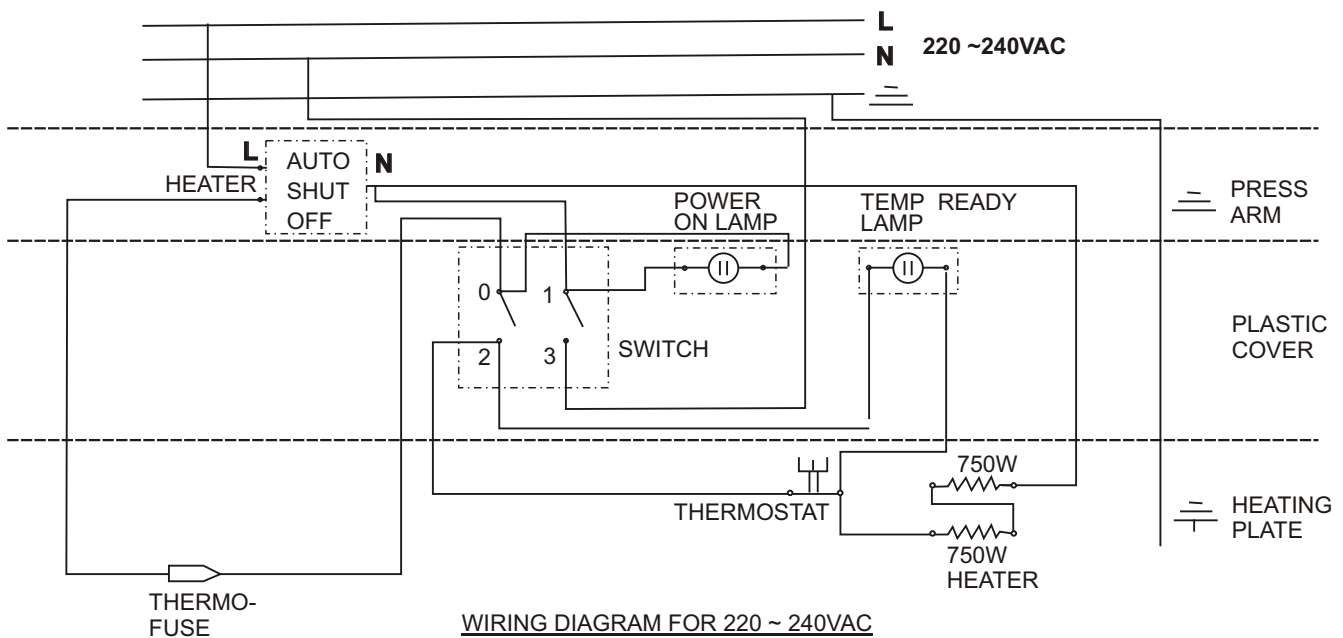 L
N
220 ~240VAC
L
AUTO
SHUT
OFF
N
HEATER
POWER
ON LAMP
TEMP READY
LAMP
PRESS
ARM
0
1
2
3
SWITCH
PLASTIC
COVER
750W
THERMOSTAT
750W
HEATER
HEATING
PLATE
THERMO-
FUSE
WIRING DIAGRAM FOR 220 ~ 240VAC